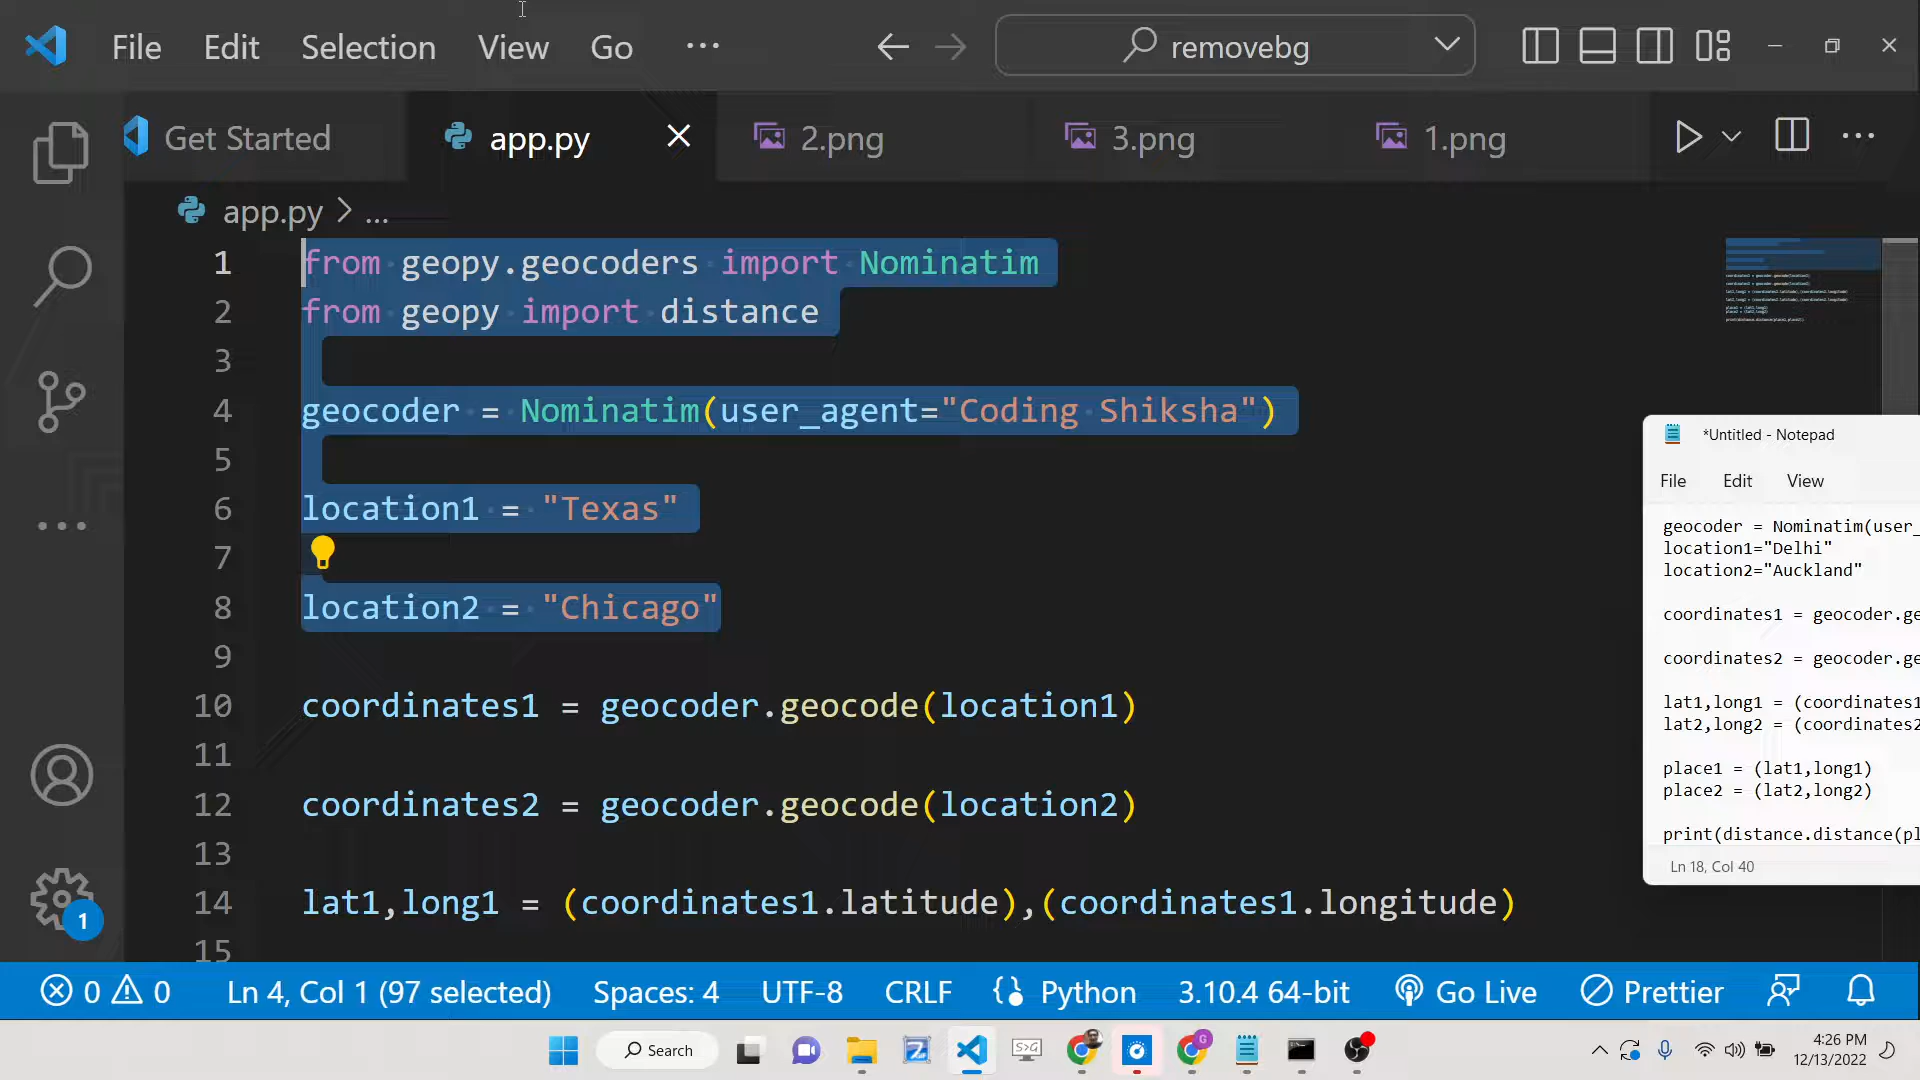 File Edit Selection View Go ··· removebg
Get Started app.py 2.png 3.png 1.png
app.py > ...
1 from geopy.geocoders import Nominatim
2 from geopy import distance
3
4 geocoder = Nominatim(user_agent="Coding Shiksha")
5
6 location1 = "Texas"
7
8 location2 = "Chicago"
9
10 coordinates1 = geocoder.geocode(location1)
11
12 coordinates2 = geocoder.geocode(location2)
13
14 lat1,long1 = (coordinates1.latitude),(coordinates1.longitude)
15
*Untitled - Notepad
File Edit View
geocoder = Nominatim(user_
location1="Delhi"
location2="Auckland"
coordinates1 = geocoder.ge
coordinates2 = geocoder.ge
lat1,long1 = (coordinates1
lat2,long2 = (coordinates2
place1 = (lat1,long1)
place2 = (lat2,long2)
print(distance.distance(pl
Ln 18, Col 40
1
0 0 Ln 4, Col 1 (97 selected) Spaces: 4 UTF-8 CRLF Python 3.10.4 64-bit Go Live Prettier
Search
4:26 PM
12/13/2022